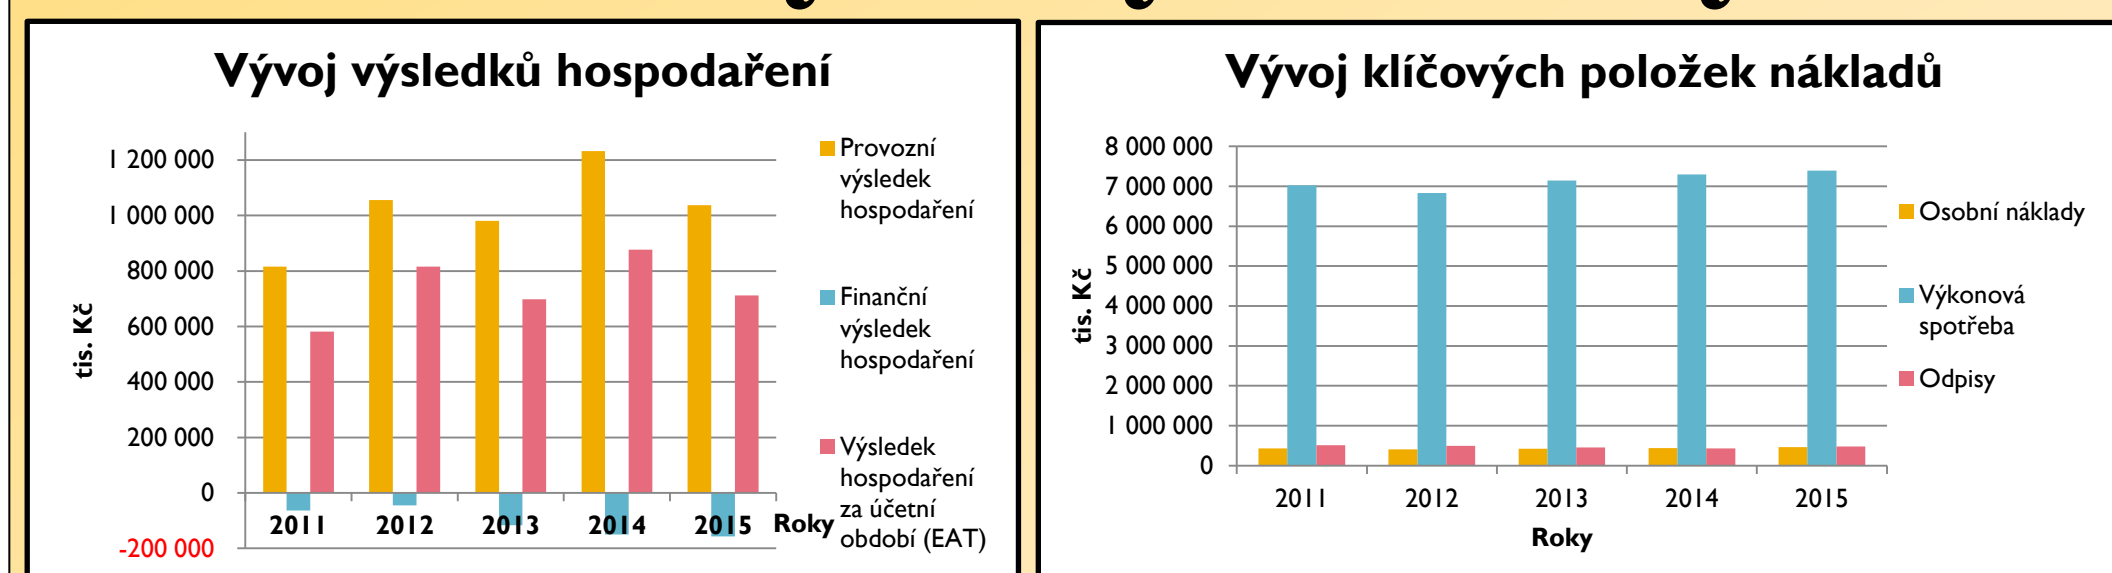 Vývoj výsledků hospodaření
1 200 000
1 000 000
800 000
600 000
400 000
200 000
0
-200 000
tis. Kč
2011
2012
2013
2014
2015
Roky
Provozní
výsledek
hospodaření
Finanční
výsledek
hospodaření
Výsledek
hospodaření
za účetní
období (EAT)
Vývoj klíčových položek nákladů
8 000 000
7 000 000
6 000 000
5 000 000
4 000 000
3 000 000
2 000 000
1 000 000
0
tis. Kč
2011
2012
2013
2014
2015
Roky
Osobní náklady
Výkonová
spotřeba
Odpisy